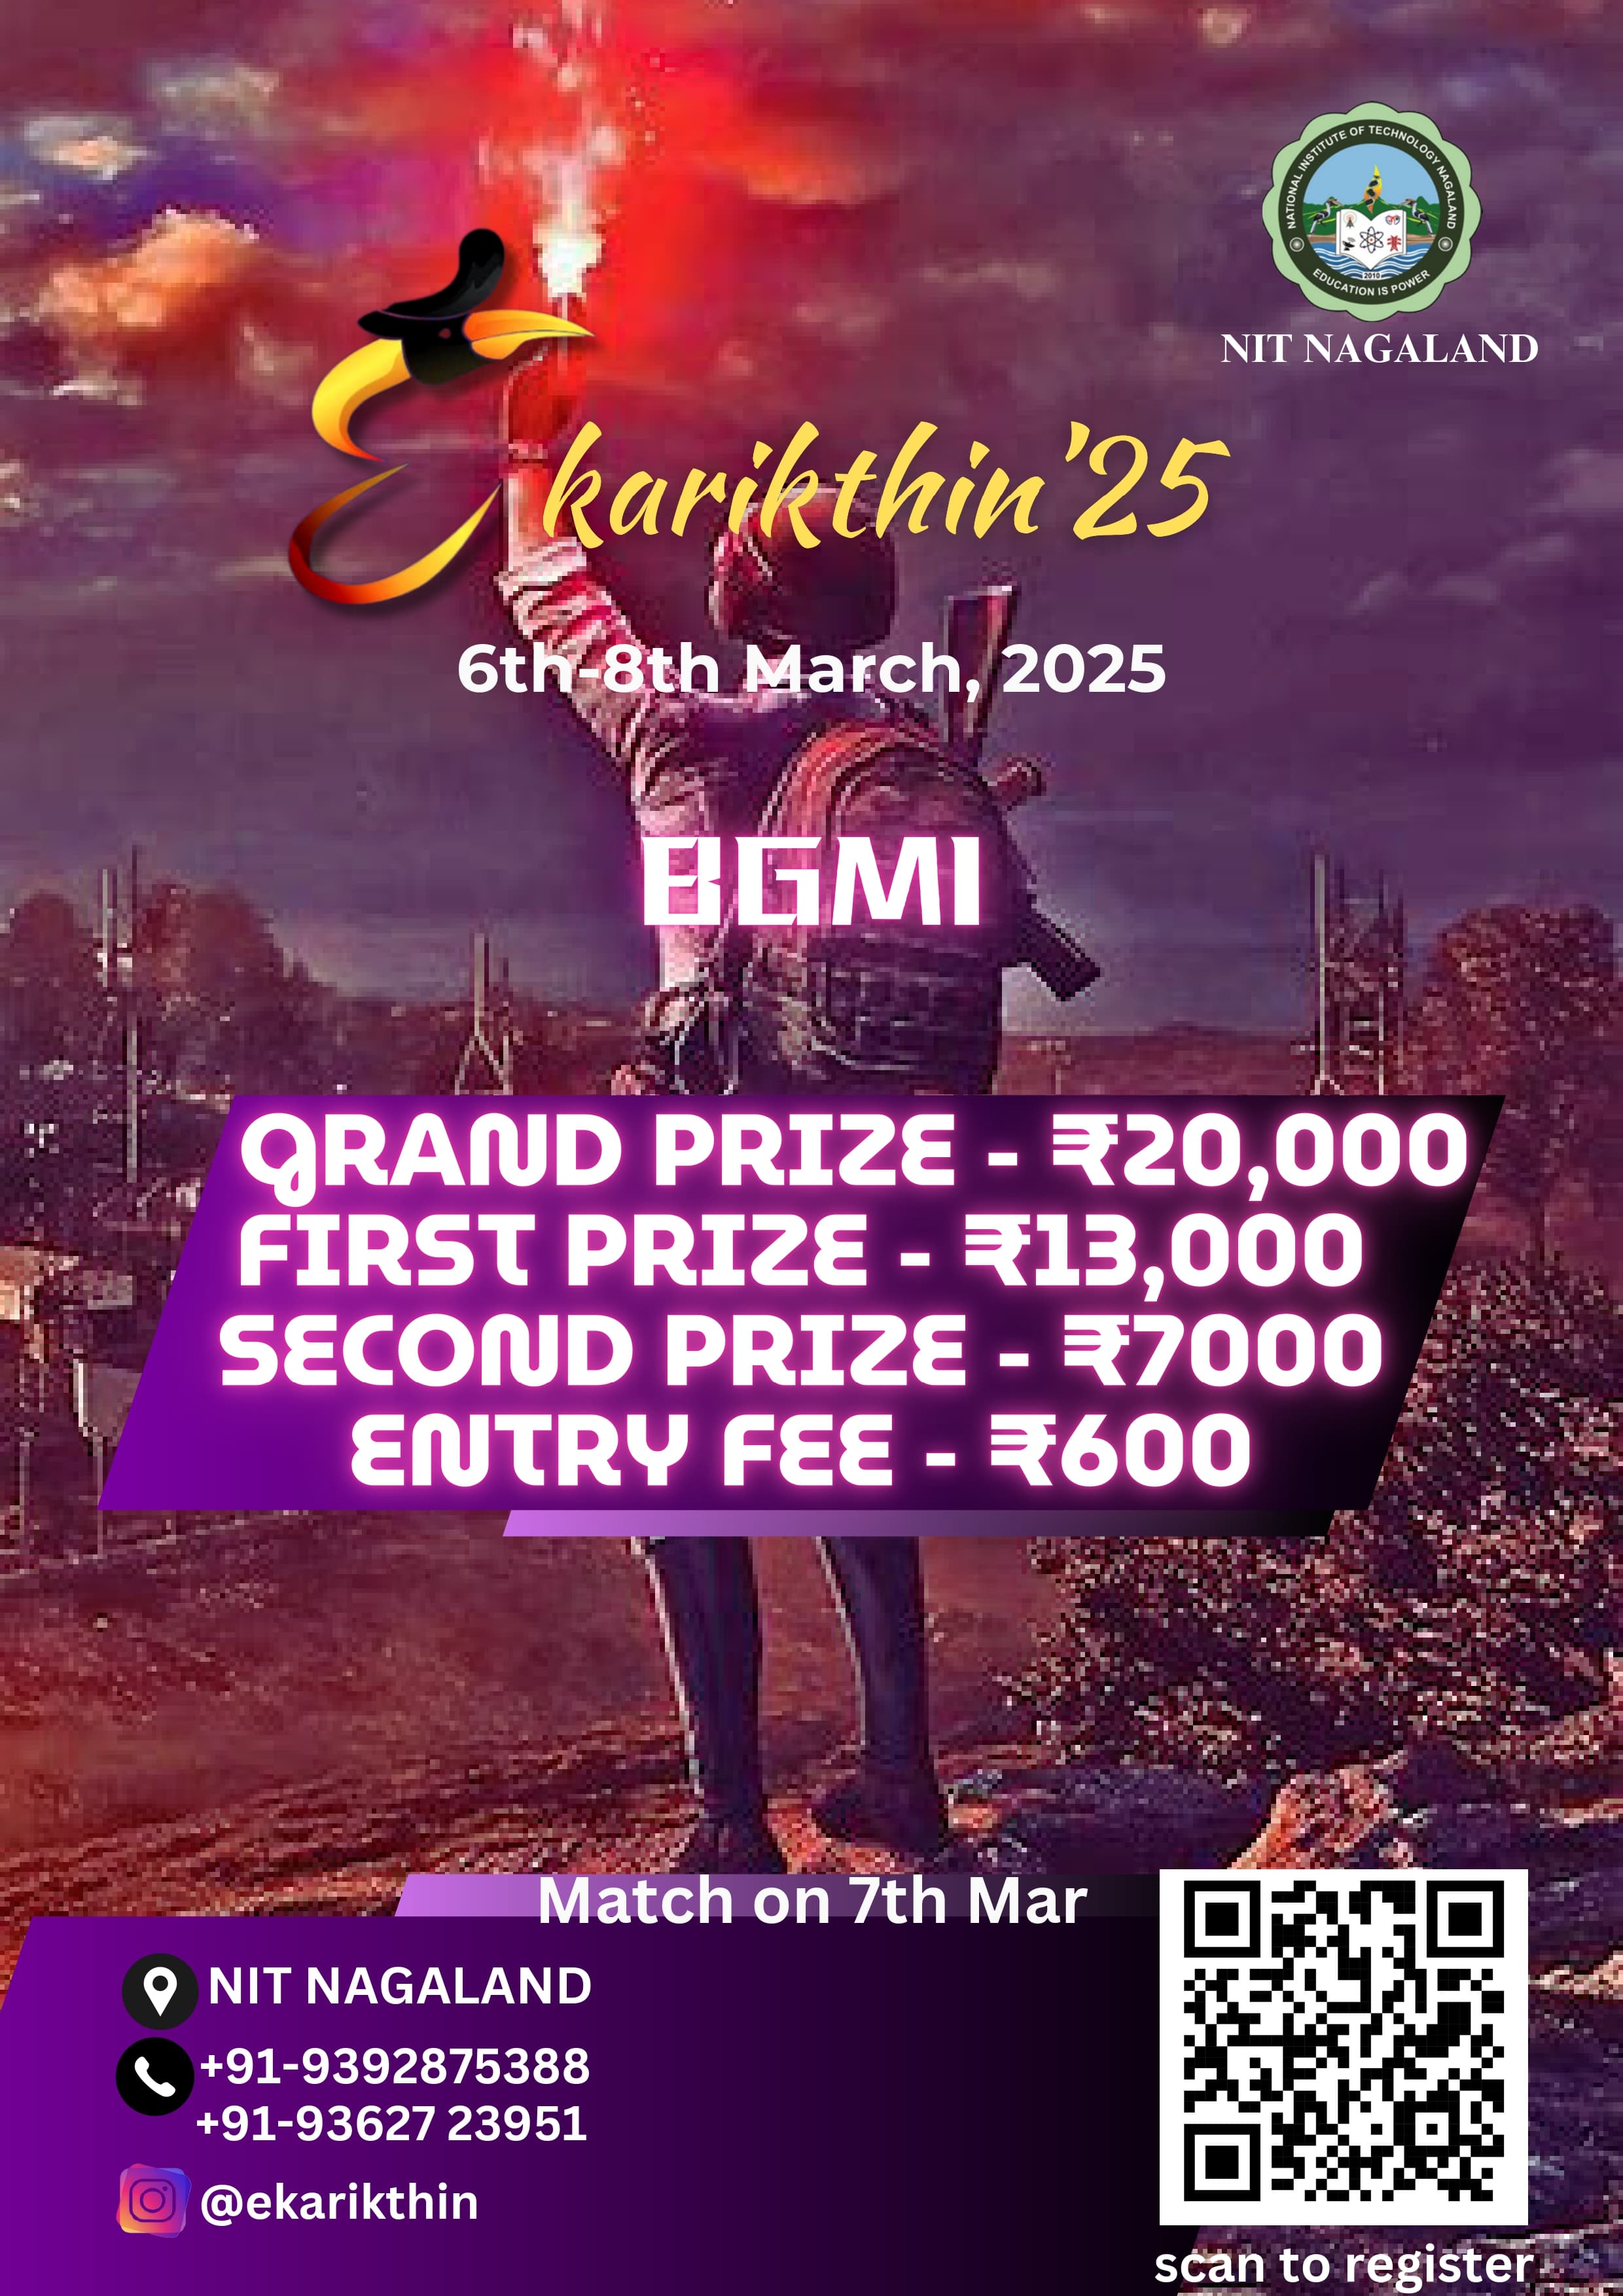 NATIONAL INSTITUTE OF TECHNOLOGY NAGALAND
2010
EDUCATION IS POWER
NIT NAGALAND
Ekarikthin'25
6th-8th March, 2025
BGMI
GRAND PRIZE - ₹20,000
FIRST PRIZE - ₹13,000
SECOND PRIZE - ₹7000
ENTRY FEE - ₹600
Match on 7th Mar
NIT NAGALAND
+91-9392875388
+91-93627 23951
@ekarikthin
scan to register